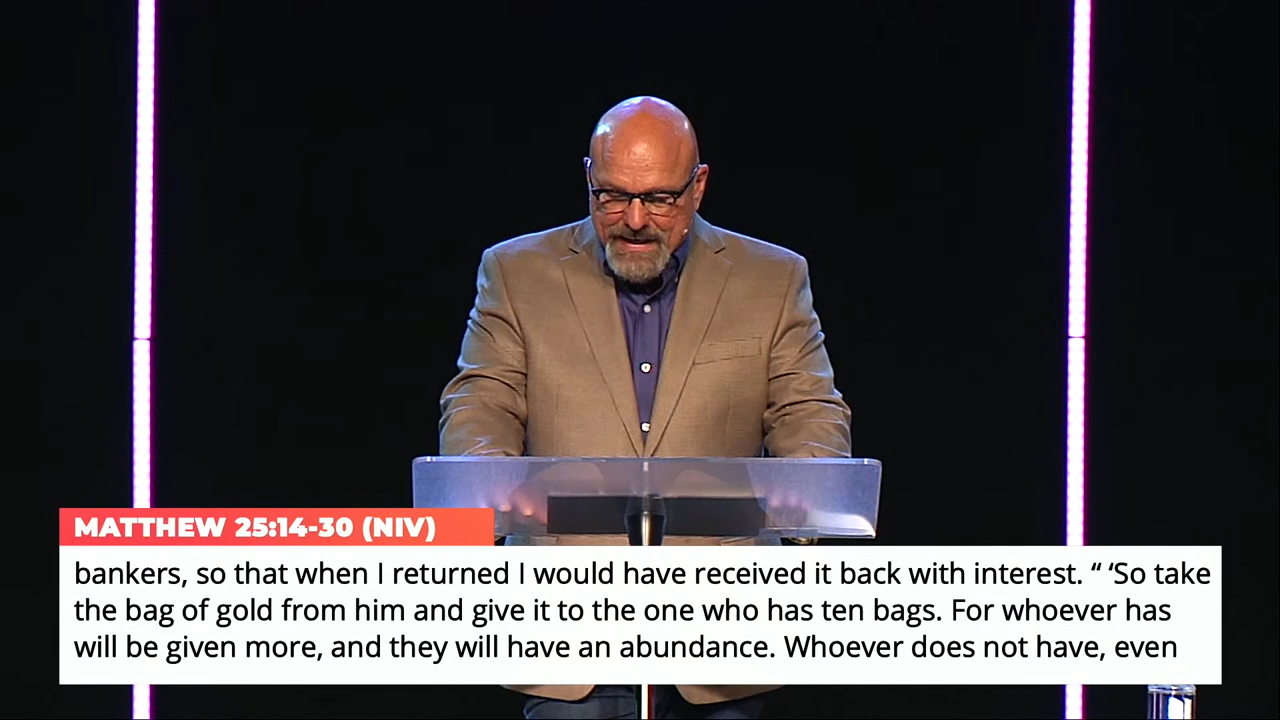 MATTHEW 25:14-30 (NIV)
bankers, so that when I returned I would have received it back with interest. “ ‘So take
the bag of gold from him and give it to the one who has ten bags. For whoever has
will be given more, and they will have an abundance. Whoever does not have, even